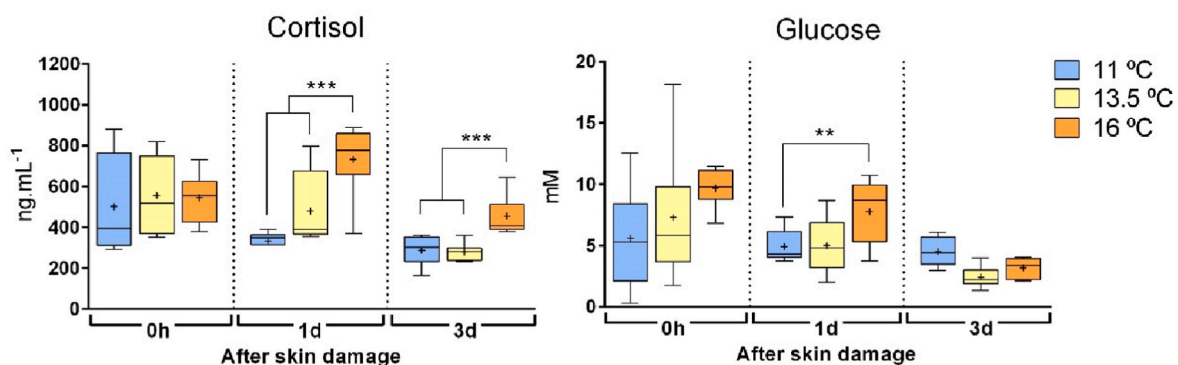 Cortisol
ng.mL⁻¹
1200
1000
800
600
400
200
0
***
***
0h
1d
3d
After skin damage
Glucose
mM
20
15
10
5
0
**
0h
1d
3d
After skin damage
11 ºC
13.5 ºC
16 ºC